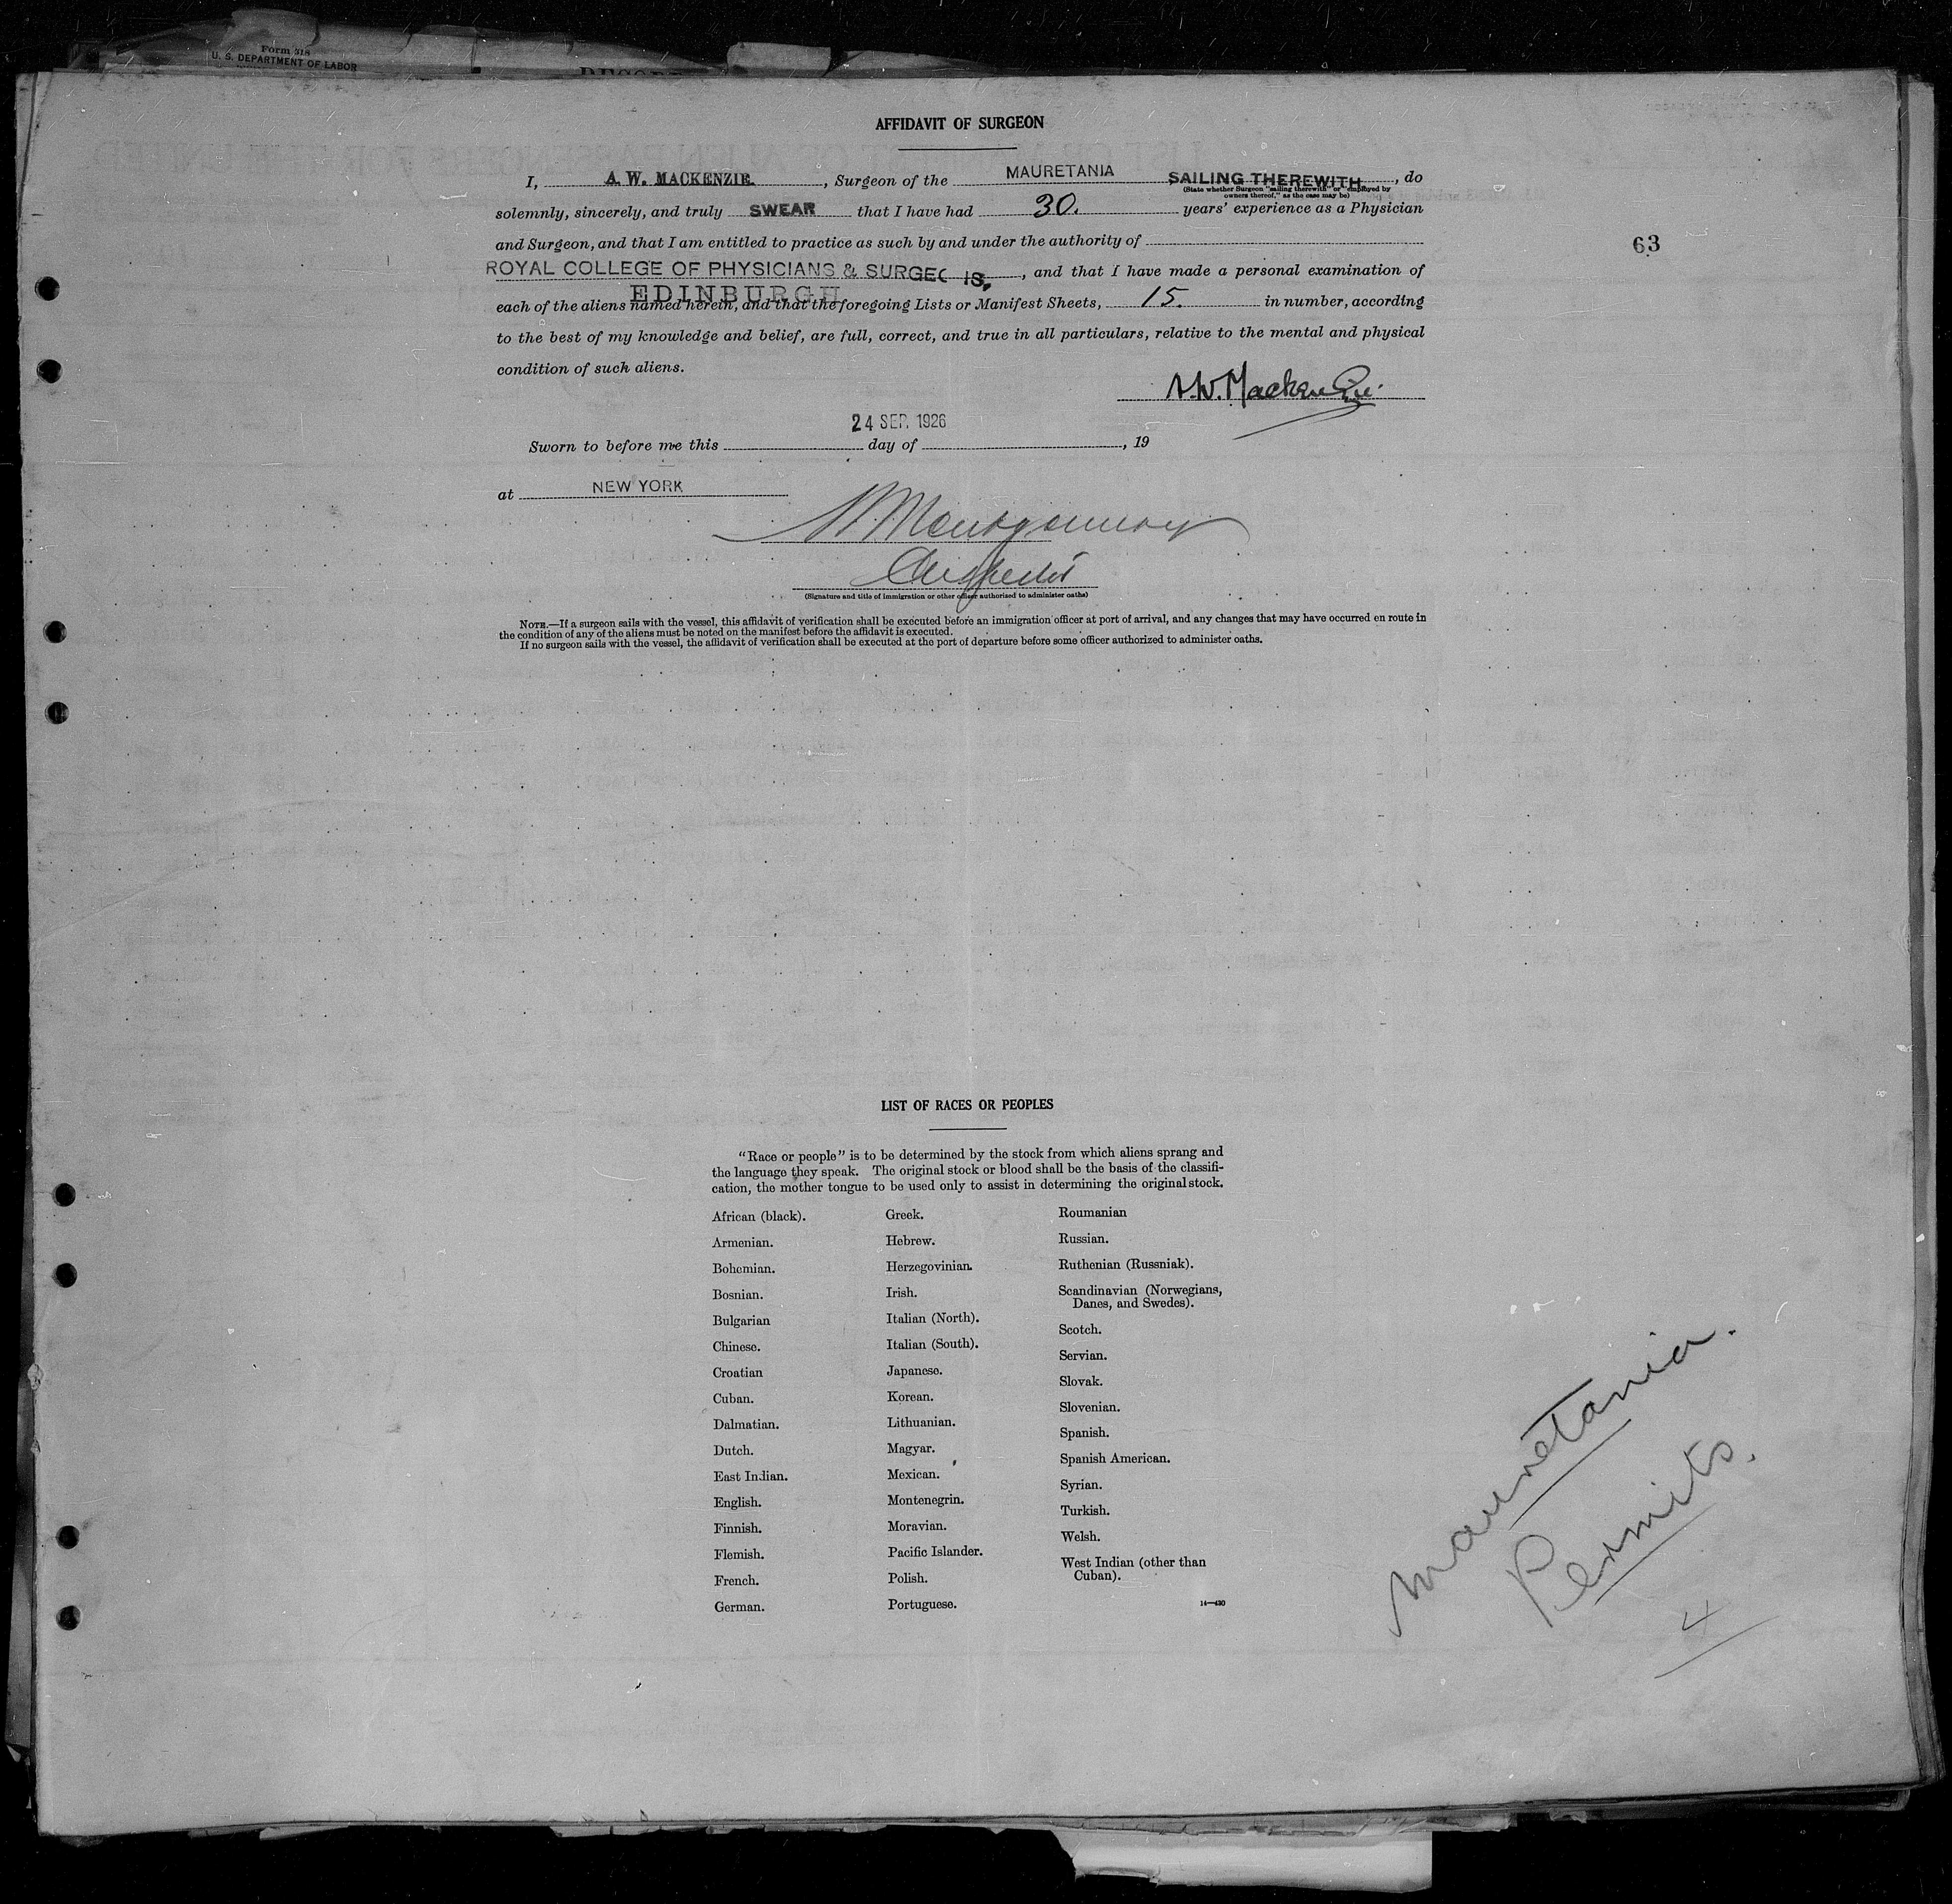 Form 318
U. S. DEPARTMENT OF LABOR
AFFIDAVIT OF SURGEON
I, A. W. MACKENZIE. , Surgeon of the MAURETANIA SAILING THEREWITH , do
(State whether Surgeon "sailing therewith" or "employed by
owners thereof," as the case may be)
solemnly, sincerely, and truly SWEAR that I have had 30. years' experience as a Physician
and Surgeon, and that I am entitled to practice as such by and under the authority of
63
ROYAL COLLEGE OF PHYSICIANS & SURGEO , and that I have made a personal examination of
EDINBURGH
each of the aliens named herein, and that the foregoing Lists or Manifest Sheets, 15. in number, according
to the best of my knowledge and belief, are full, correct, and true in all particulars, relative to the mental and physical
condition of such aliens.
A.W. Mackenzie.
24 SEP. 1926
Sworn to before me this day of , 19
at NEW YORK
Montgomery
Inspector
(Signature and title of immigration or other officer authorized to administer oaths)
NOTE.—If a surgeon sails with the vessel, this affidavit of verification shall be executed before an immigration officer at port of arrival, and any changes that may have occurred en route in
the condition of any of the aliens must be noted on the manifest before the affidavit is executed.
If no surgeon sails with the vessel, the affidavit of verification shall be executed at the port of departure before some officer authorized to administer oaths.
LIST OF RACES OR PEOPLES
"Race or people" is to be determined by the stock from which aliens sprang and
the language they speak. The original stock or blood shall be the basis of the classifi-
cation, the mother tongue to be used only to assist in determining the original stock.
African (black).
Armenian.
Bohemian.
Bosnian.
Bulgarian
Chinese.
Croatian
Cuban.
Dalmatian.
Dutch.
East Indian.
English.
Finnish.
Flemish.
French.
German.
Greek.
Hebrew.
Herzegovinian.
Irish.
Italian (North).
Italian (South).
Japanese.
Korean.
Lithuanian.
Magyar.
Mexican.
Montenegrin.
Moravian.
Pacific Islander.
Polish.
Portuguese.
Roumanian
Russian.
Ruthenian (Russniak).
Scandinavian (Norwegians,
Danes, and Swedes).
Scotch.
Servian.
Slovak.
Slovenian.
Spanish.
Spanish American.
Syrian.
Turkish.
Welsh.
West Indian (other than
Cuban).
14—430
Mauretania.
Permits.
4